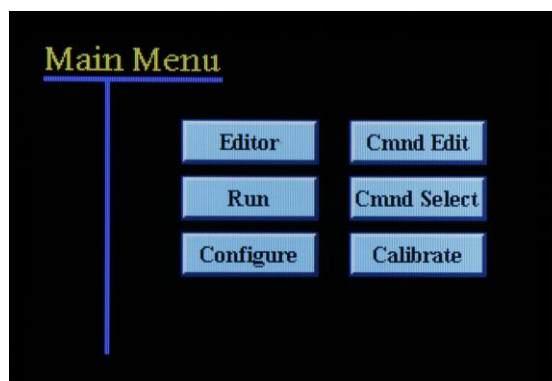 Main Menu
Editor
Cmnd Edit
Run
Cmnd Select
Configure
Calibrate